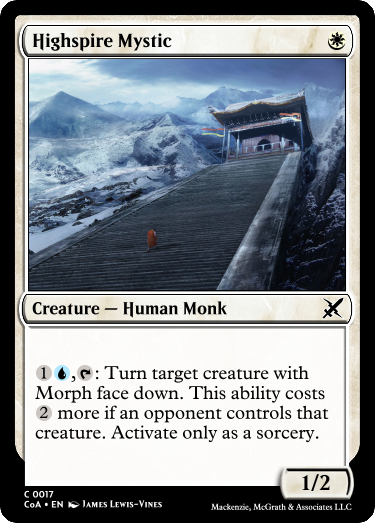 Highspire Mystic
Creature — Human Monk
1 , : Turn target creature with
Morph face down. This ability costs
2 more if an opponent controls that
creature. Activate only as a sorcery.
1/2
C 0017
CoA • EN James Lewis-Vines
Mackenzie, McGrath & Associates LLC